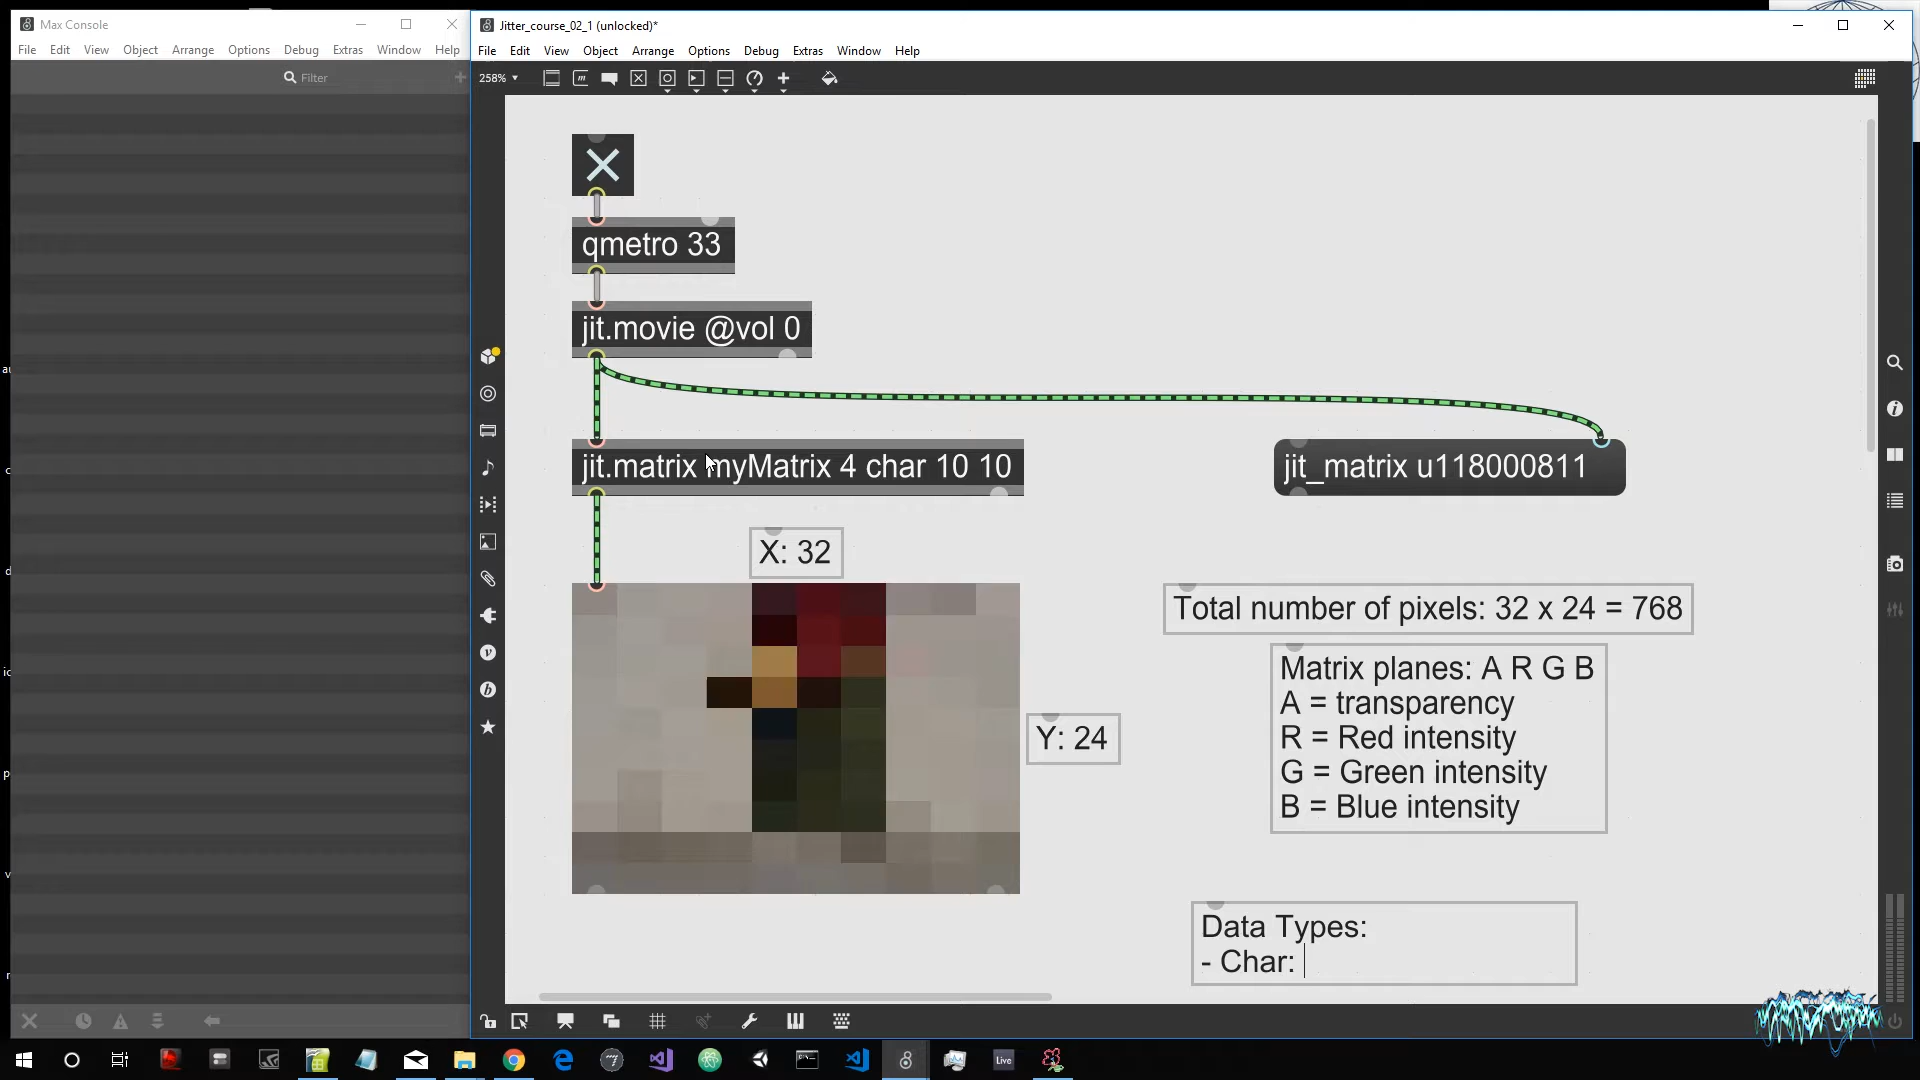 Max Console
File Edit View Object Arrange Options Debug Extras Window Help
Filter
Jitter_course_02_1 (unlocked)*
File Edit View Object Arrange Options Debug Extras Window Help
258%
qmetro 33
jit.movie @vol 0
jit.matrix myMatrix 4 char 10 10
jit_matrix u118000811
X: 32
Y: 24
Total number of pixels: 32 x 24 = 768
Matrix planes: A R G B
A = transparency
R = Red intensity
G = Green intensity
B = Blue intensity
Data Types:
- Char:
Live